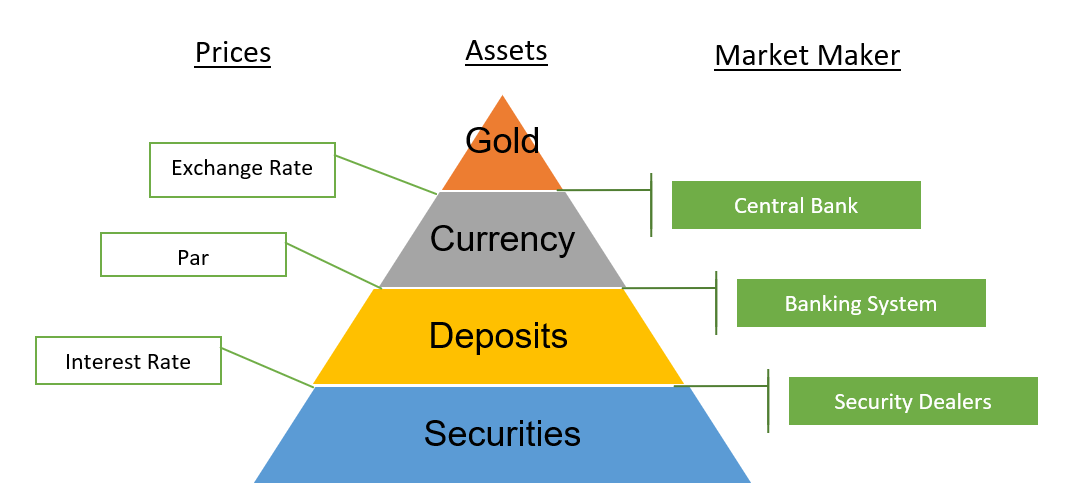 Prices
Assets
Market Maker
Gold
Exchange Rate
Central Bank
Currency
Par
Banking System
Deposits
Interest Rate
Security Dealers
Securities